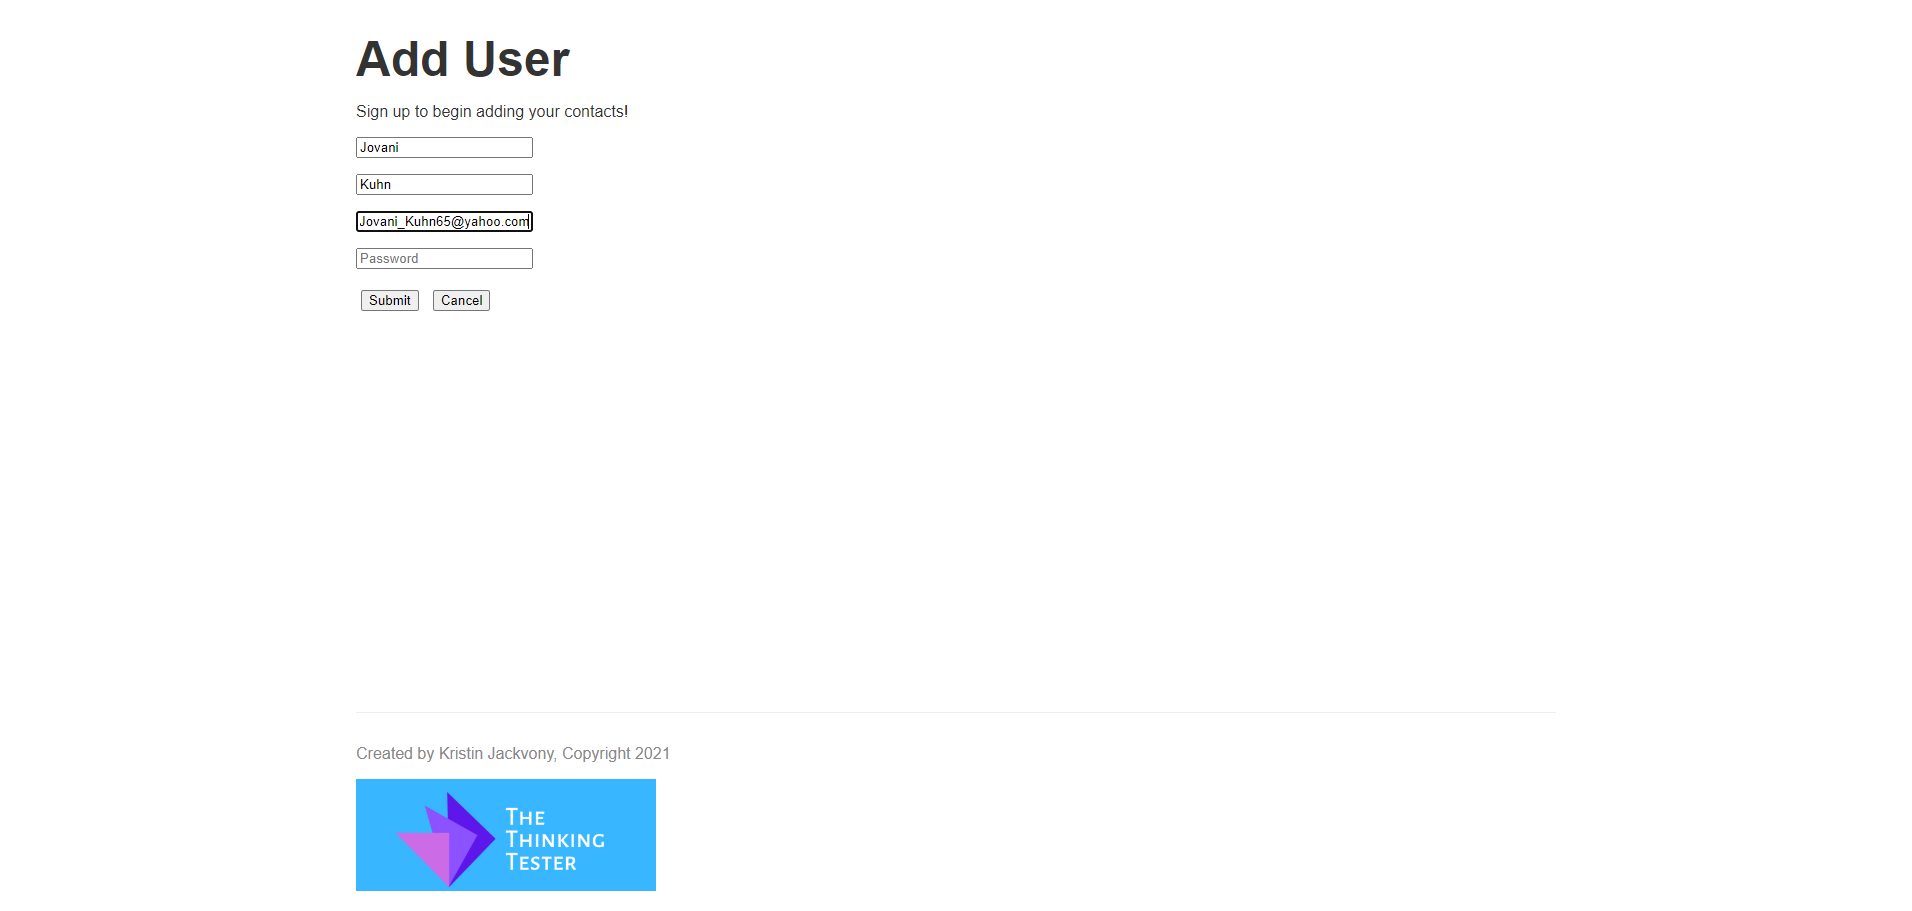 Add User
Sign up to begin adding your contacts!
Jovani
Kuhn
Jovani_Kuhn65@yahoo.com
Password
Submit Cancel
Created by Kristin Jackvony, Copyright 2021
THE
THINKING
TESTER